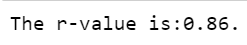 The r-value is:0.86.